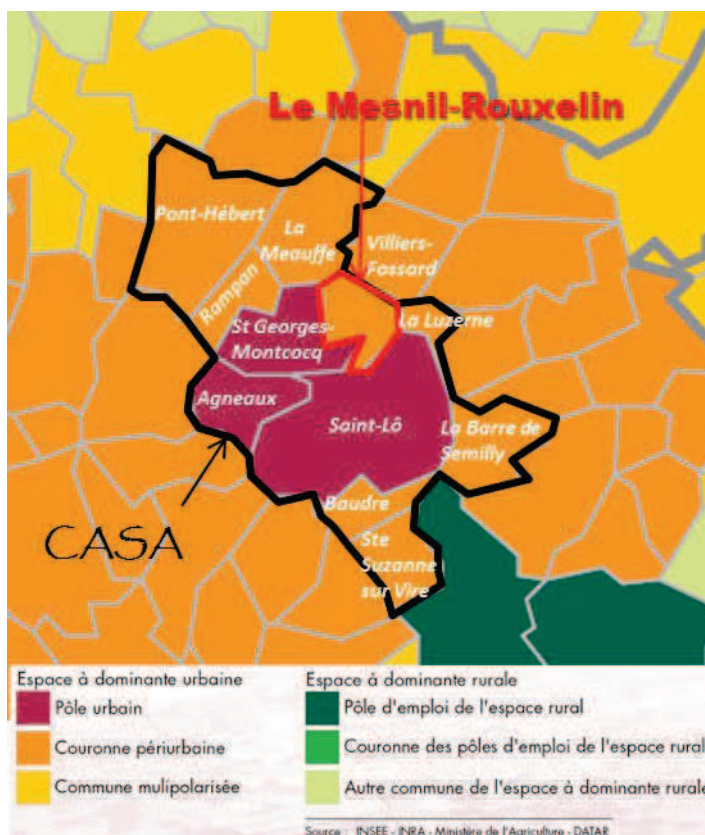 Le Mesnil-Rouxelin
Pont-Hébert
La
Meauffe
Villiers-
Fossard
Rampan
La Luzerne
St Georges-
Montcocq
Agneaux
Saint-Lô
La Barre de
Semilly
Baudre
CASA
Ste
Suzanne
sur Vire
Espace à dominante urbaine
Pôle urbain
Couronne périurbaine
Commune mulipolarisée
Espace à dominante rurale
Pôle d'emploi de l'espace rural
Couronne des pôles d'emploi de l'espace rural
Autre commune de l'espace à dominante rurale
Source : INSEE - INRA - Ministère de l'Agriculture - DATAR